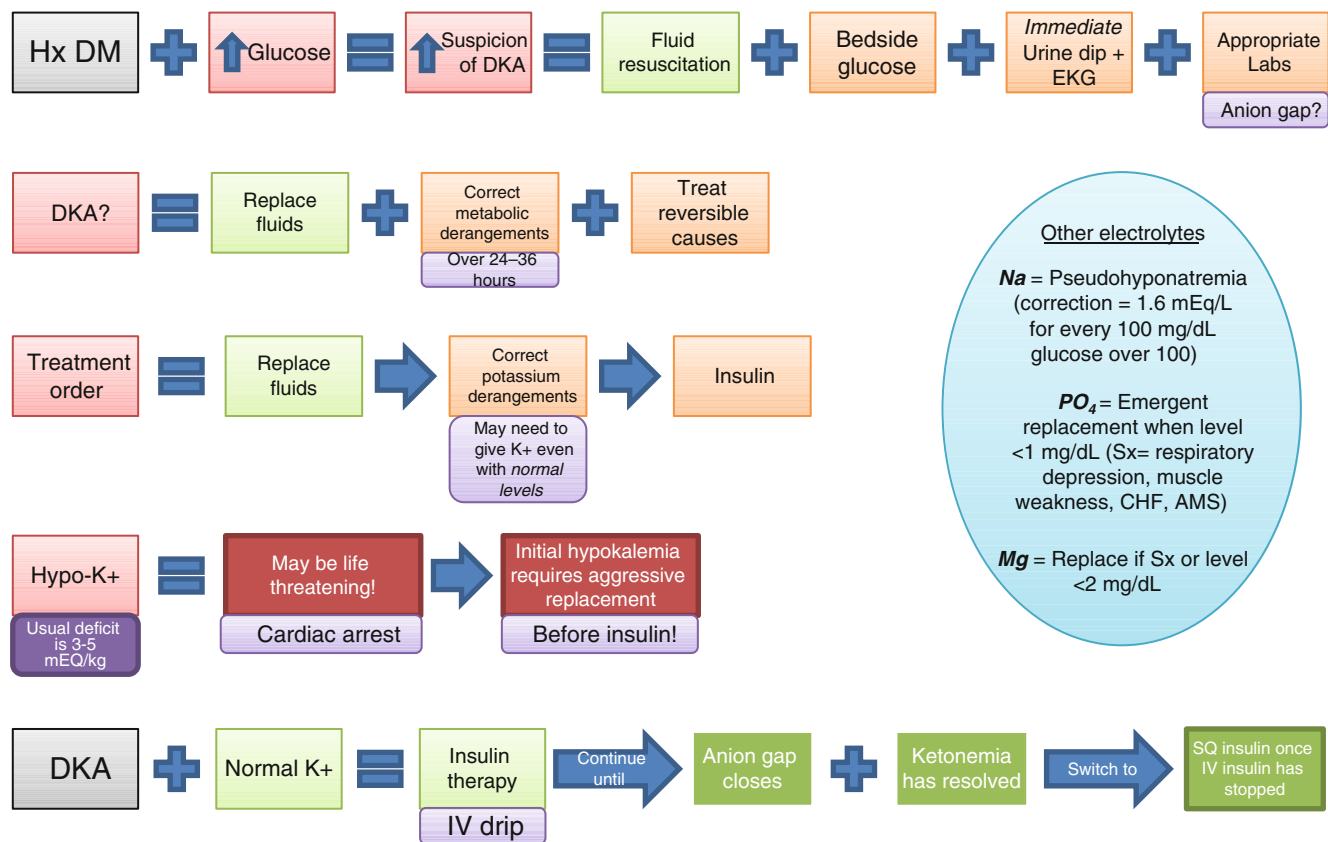 Hx DM
Glucose
Suspicion
of DKA
Fluid
resuscitation
Bedside
glucose
Immediate
Urine dip +
EKG
Appropriate
Labs
Anion gap?
DKA?
Replace
fluids
Correct
metabolic
derangements
Over 24–36
hours
Treat
reversible
causes
Treatment
order
Replace
fluids
Correct
potassium
derangements
May need to
give K+ even
with normal
levels
Insulin
Other electrolytes
Na = Pseudohyponatremia
(correction = 1.6 mEq/L
for every 100 mg/dL
glucose over 100)
PO₄ = Emergent
replacement when level
<1 mg/dL (Sx= respiratory
depression, muscle
weakness, CHF, AMS)
Mg = Replace if Sx or level
<2 mg/dL
Hypo-K+
Usual deficit
is 3-5
mEQ/kg
May be life
threatening!
Cardiac arrest
Initial hypokalemia
requires aggressive
replacement
Before insulin!
DKA
Normal K+
Insulin
therapy
IV drip
Continue
until
Anion gap
closes
Ketonemia
has resolved
Switch to
SQ insulin once
IV insulin has
stopped